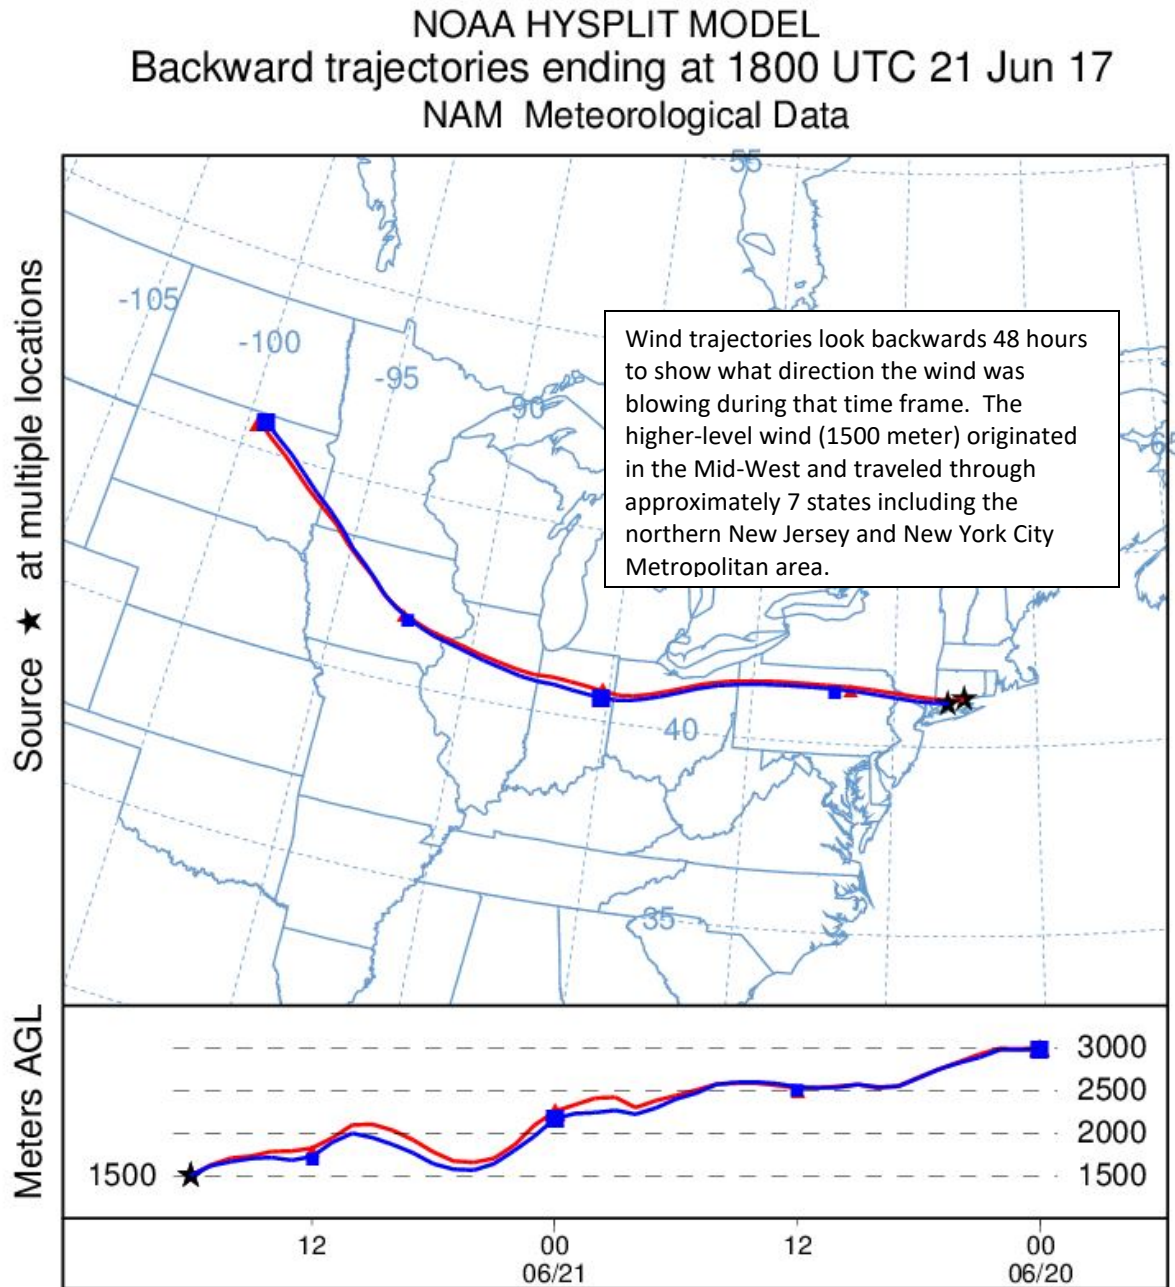 NOAA HYSPLIT MODEL
Backward trajectories ending at 1800 UTC 21 Jun 17
NAM Meteorological Data
Source ★ at multiple locations
55
-105
-100
-95
90
Wind trajectories look backwards 48 hours
to show what direction the wind was
blowing during that time frame. The
higher-level wind (1500 meter) originated
in the Mid-West and traveled through
approximately 7 states including the
northern New Jersey and New York City
Metropolitan area.
40
35
Meters AGL
3000
2500
2000
1500
1500
12 00 12 00
06/21 06/20